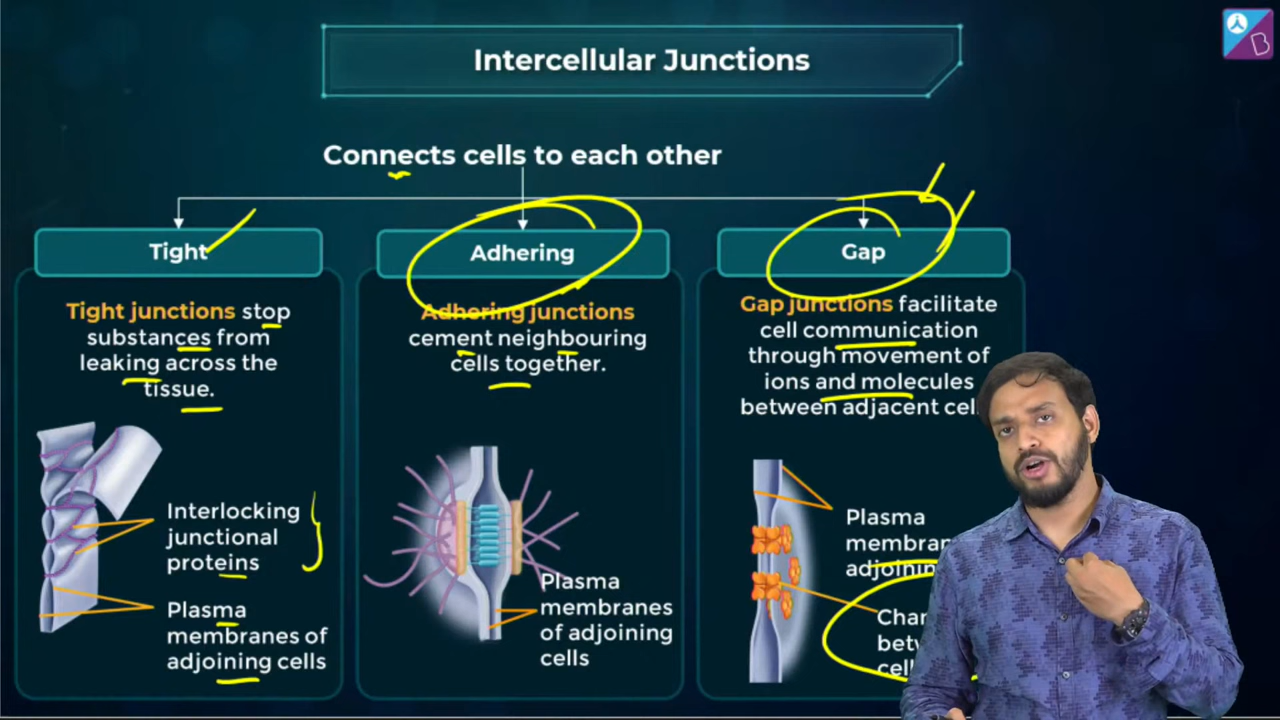 Intercellular Junctions
Connects cells to each other
Tight
Tight junctions stop
substances from
leaking across the
tissue.
Interlocking
junctional
proteins
Plasma
membranes of
adjoining cells
Adhering
Adhering junctions
cement neighbouring
cells together.
Plasma
membranes
of adjoining
cells
Gap
Gap junctions facilitate
cell communication
through movement of
ions and molecules
between adjacent
Plasma
B